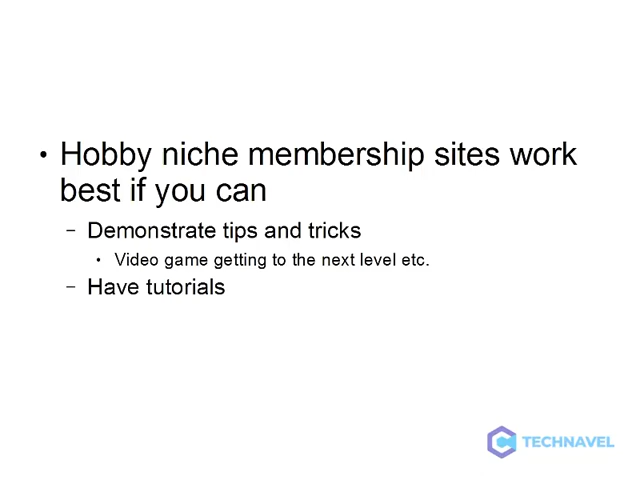 • Hobby niche membership sites work
best if you can
– Demonstrate tips and tricks
• Video game getting to the next level etc.
– Have tutorials
TECHNAVEL